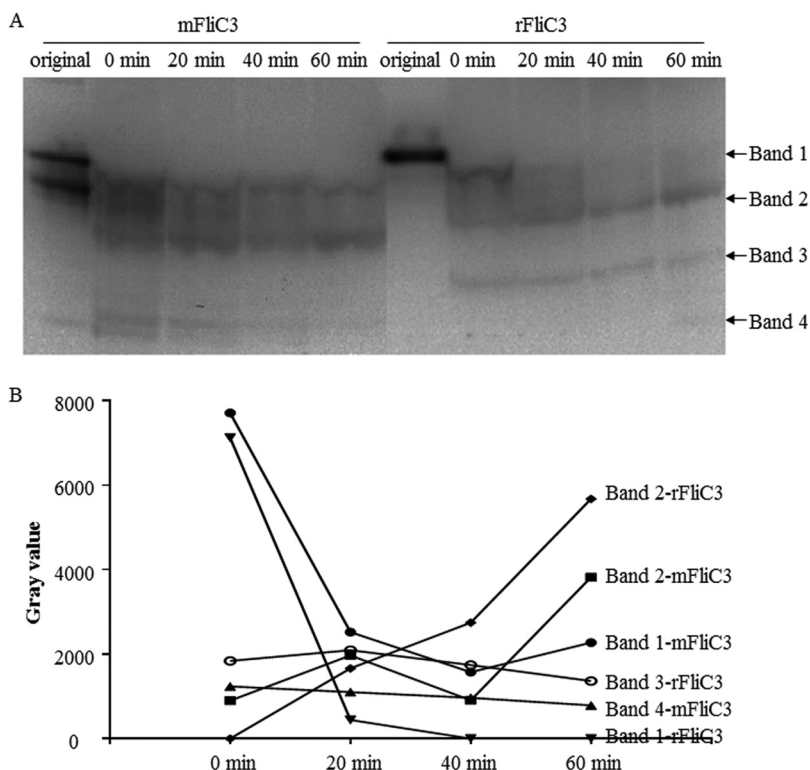 A
mFliC3 rFliC3
original 0 min 20 min 40 min 60 min original 0 min 20 min 40 min 60 min
Band 1
Band 2
Band 3
Band 4
B
Gray value
8000
6000
4000
2000
0
0 min 20 min 40 min 60 min
Band 2-rFliC3
Band 2-mFliC3
Band 1-mFliC3
Band 3-rFliC3
Band 4-mFliC3
Band 1-rFliC3